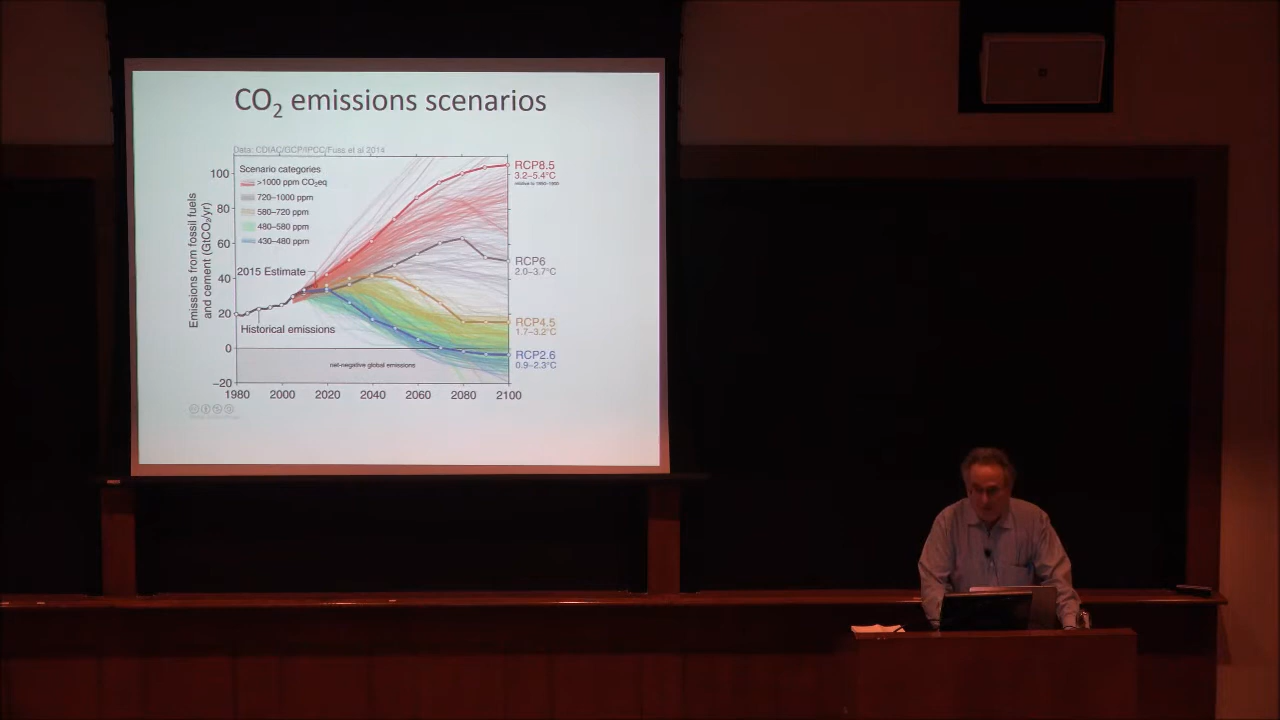 CO₂ emissions scenarios
Data: CDIAC/GCP/IPCC/Fuss et al 2014
Emissions from fossil fuels
and cement (GtCO₂/yr)
100
80
60
40
20
0
−20
Scenario categories
>1000 ppm CO₂eq
720–1000 ppm
580–720 ppm
480–580 ppm
430–480 ppm
2015 Estimate
Historical emissions
net-negative global emissions
RCP8.5
3.2–5.4°C
relative to 1850–1900
RCP6
2.0–3.7°C
RCP4.5
1.7–3.2°C
RCP2.6
0.9–2.3°C
1980 2000 2020 2040 2060 2080 2100